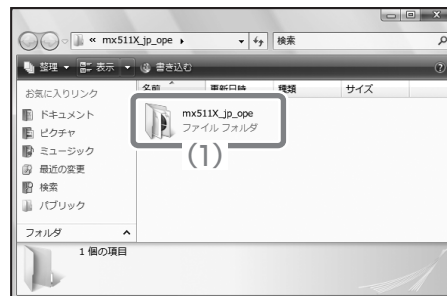 « mx511X_jp_ope ▸
検索
整理 表示 書き込む
お気に入りリンク
ドキュメント
ピクチャ
ミュージック
最近の変更
検索
パブリック
フォルダ
名前 更新日時 種類 サイズ
mx511X_jp_ope
ファイル フォルダ
(1)
1 個の項目